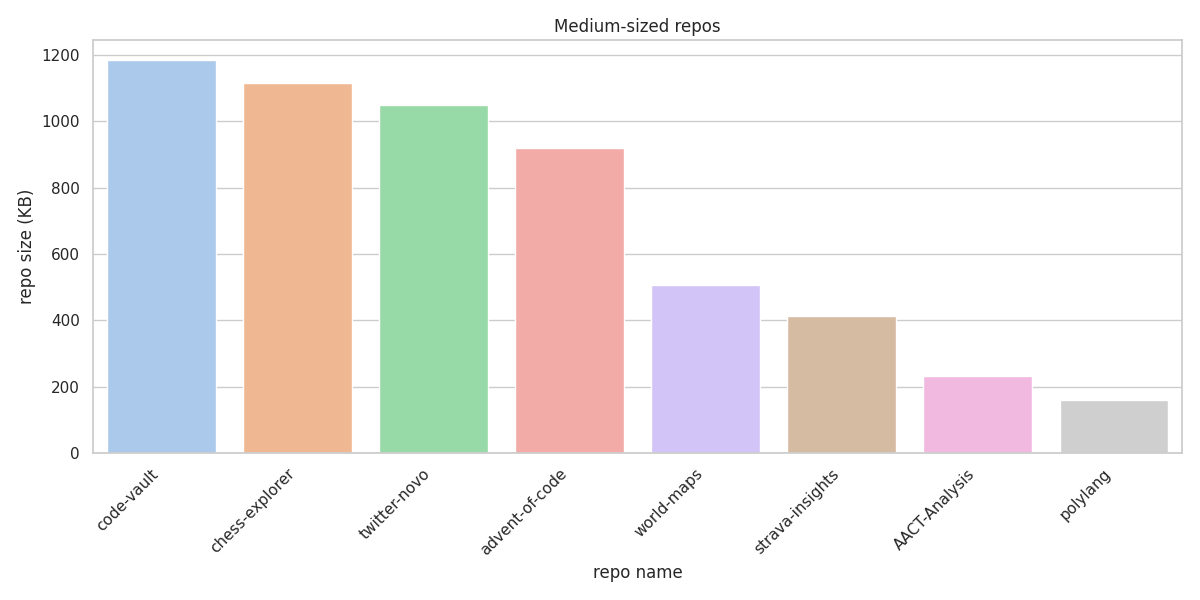 Medium-sized repos
1200
1000
800
600
400
200
0
repo size (KB)
code-vault
chess-explorer
twitter-novo
advent-of-code
world-maps
strava-insights
AACT-Analysis
polylang
repo name